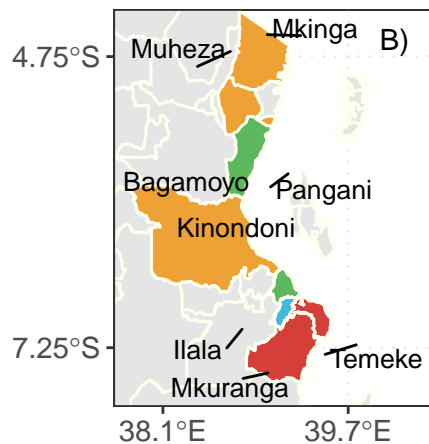 Mkinga
B)
Muheza
4.75°S
Bagamoyo
Pangani
Kinondoni
7.25°S
Ilala
Temeke
Mkuranga
38.1°E 39.7°E